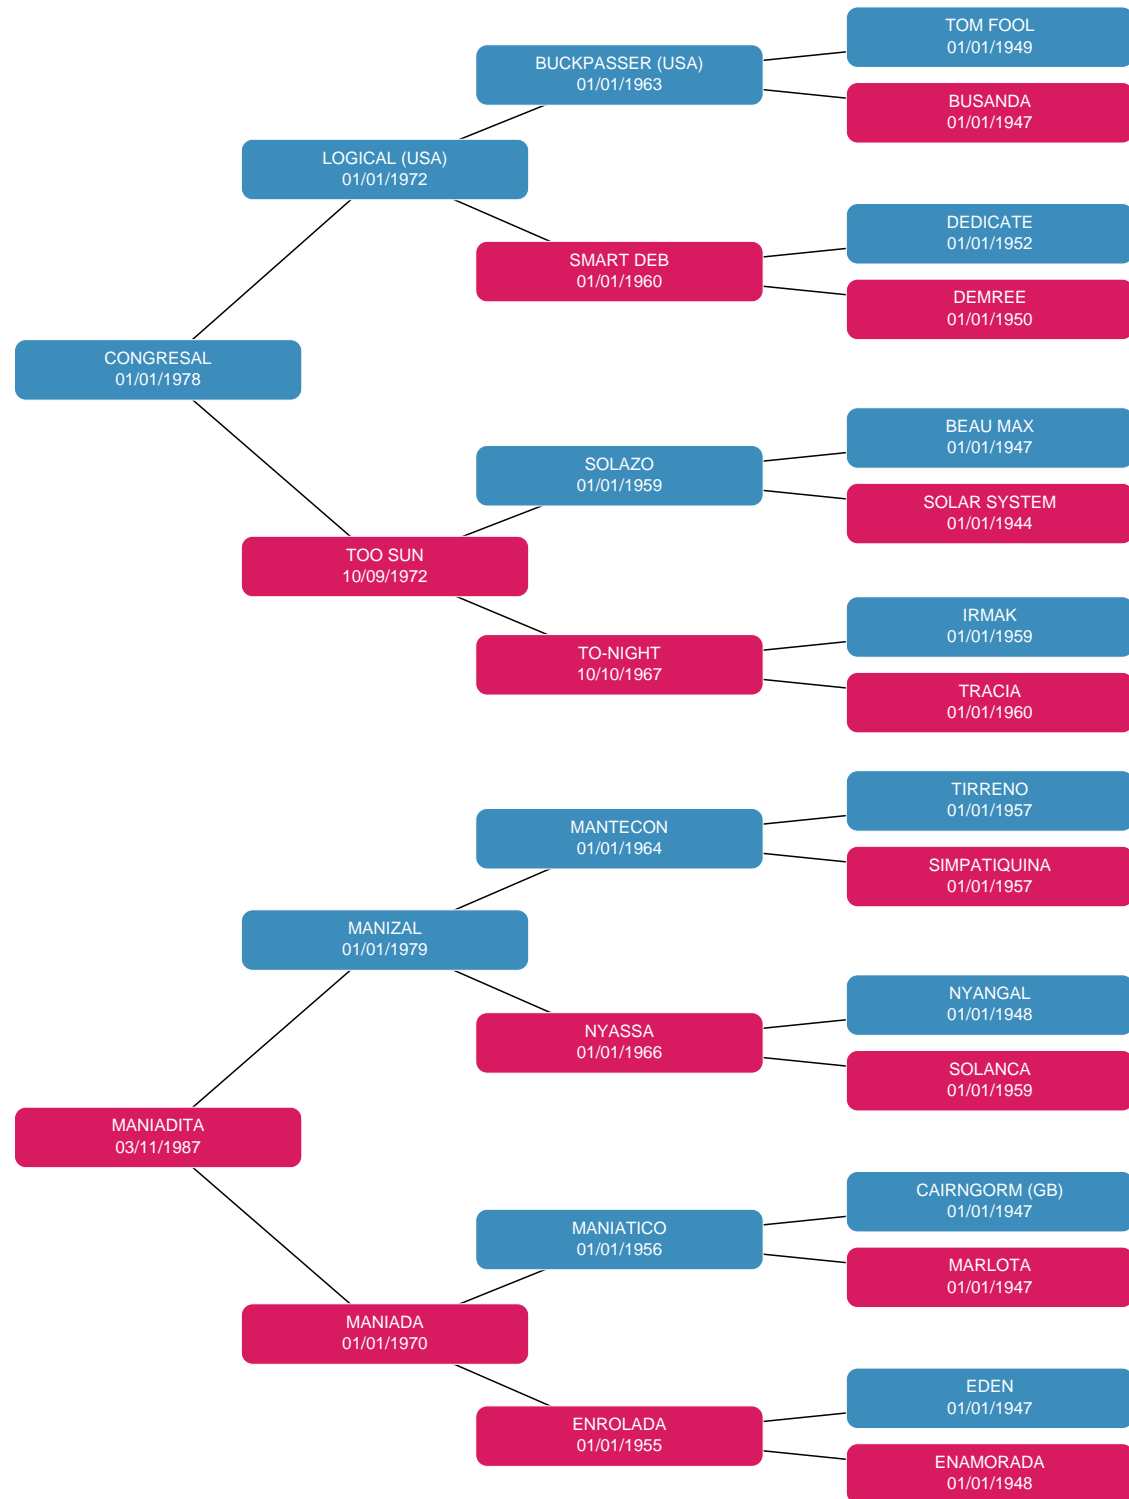 TOM FOOL
01/01/1949
BUCKPASSER (USA)
01/01/1963
BUSANDA
01/01/1947
LOGICAL (USA)
01/01/1972
DEDICATE
01/01/1952
SMART DEB
01/01/1960
DEMREE
01/01/1950
CONGRESAL
01/01/1978
BEAU MAX
01/01/1947
SOLAZO
01/01/1959
SOLAR SYSTEM
01/01/1944
TOO SUN
10/09/1972
IRMAK
01/01/1959
TO-NIGHT
10/10/1967
TRACIA
01/01/1960
TIRRENO
01/01/1957
MANTECON
01/01/1964
SIMPATIQUINA
01/01/1957
MANIZAL
01/01/1979
NYANGAL
01/01/1948
NYASSA
01/01/1966
SOLANCA
01/01/1959
MANIADITA
03/11/1987
CAIRNGORM (GB)
01/01/1947
MANIATICO
01/01/1956
MARLOTA
01/01/1947
MANIADA
01/01/1970
EDEN
01/01/1947
ENROLADA
01/01/1955
ENAMORADA
01/01/1948